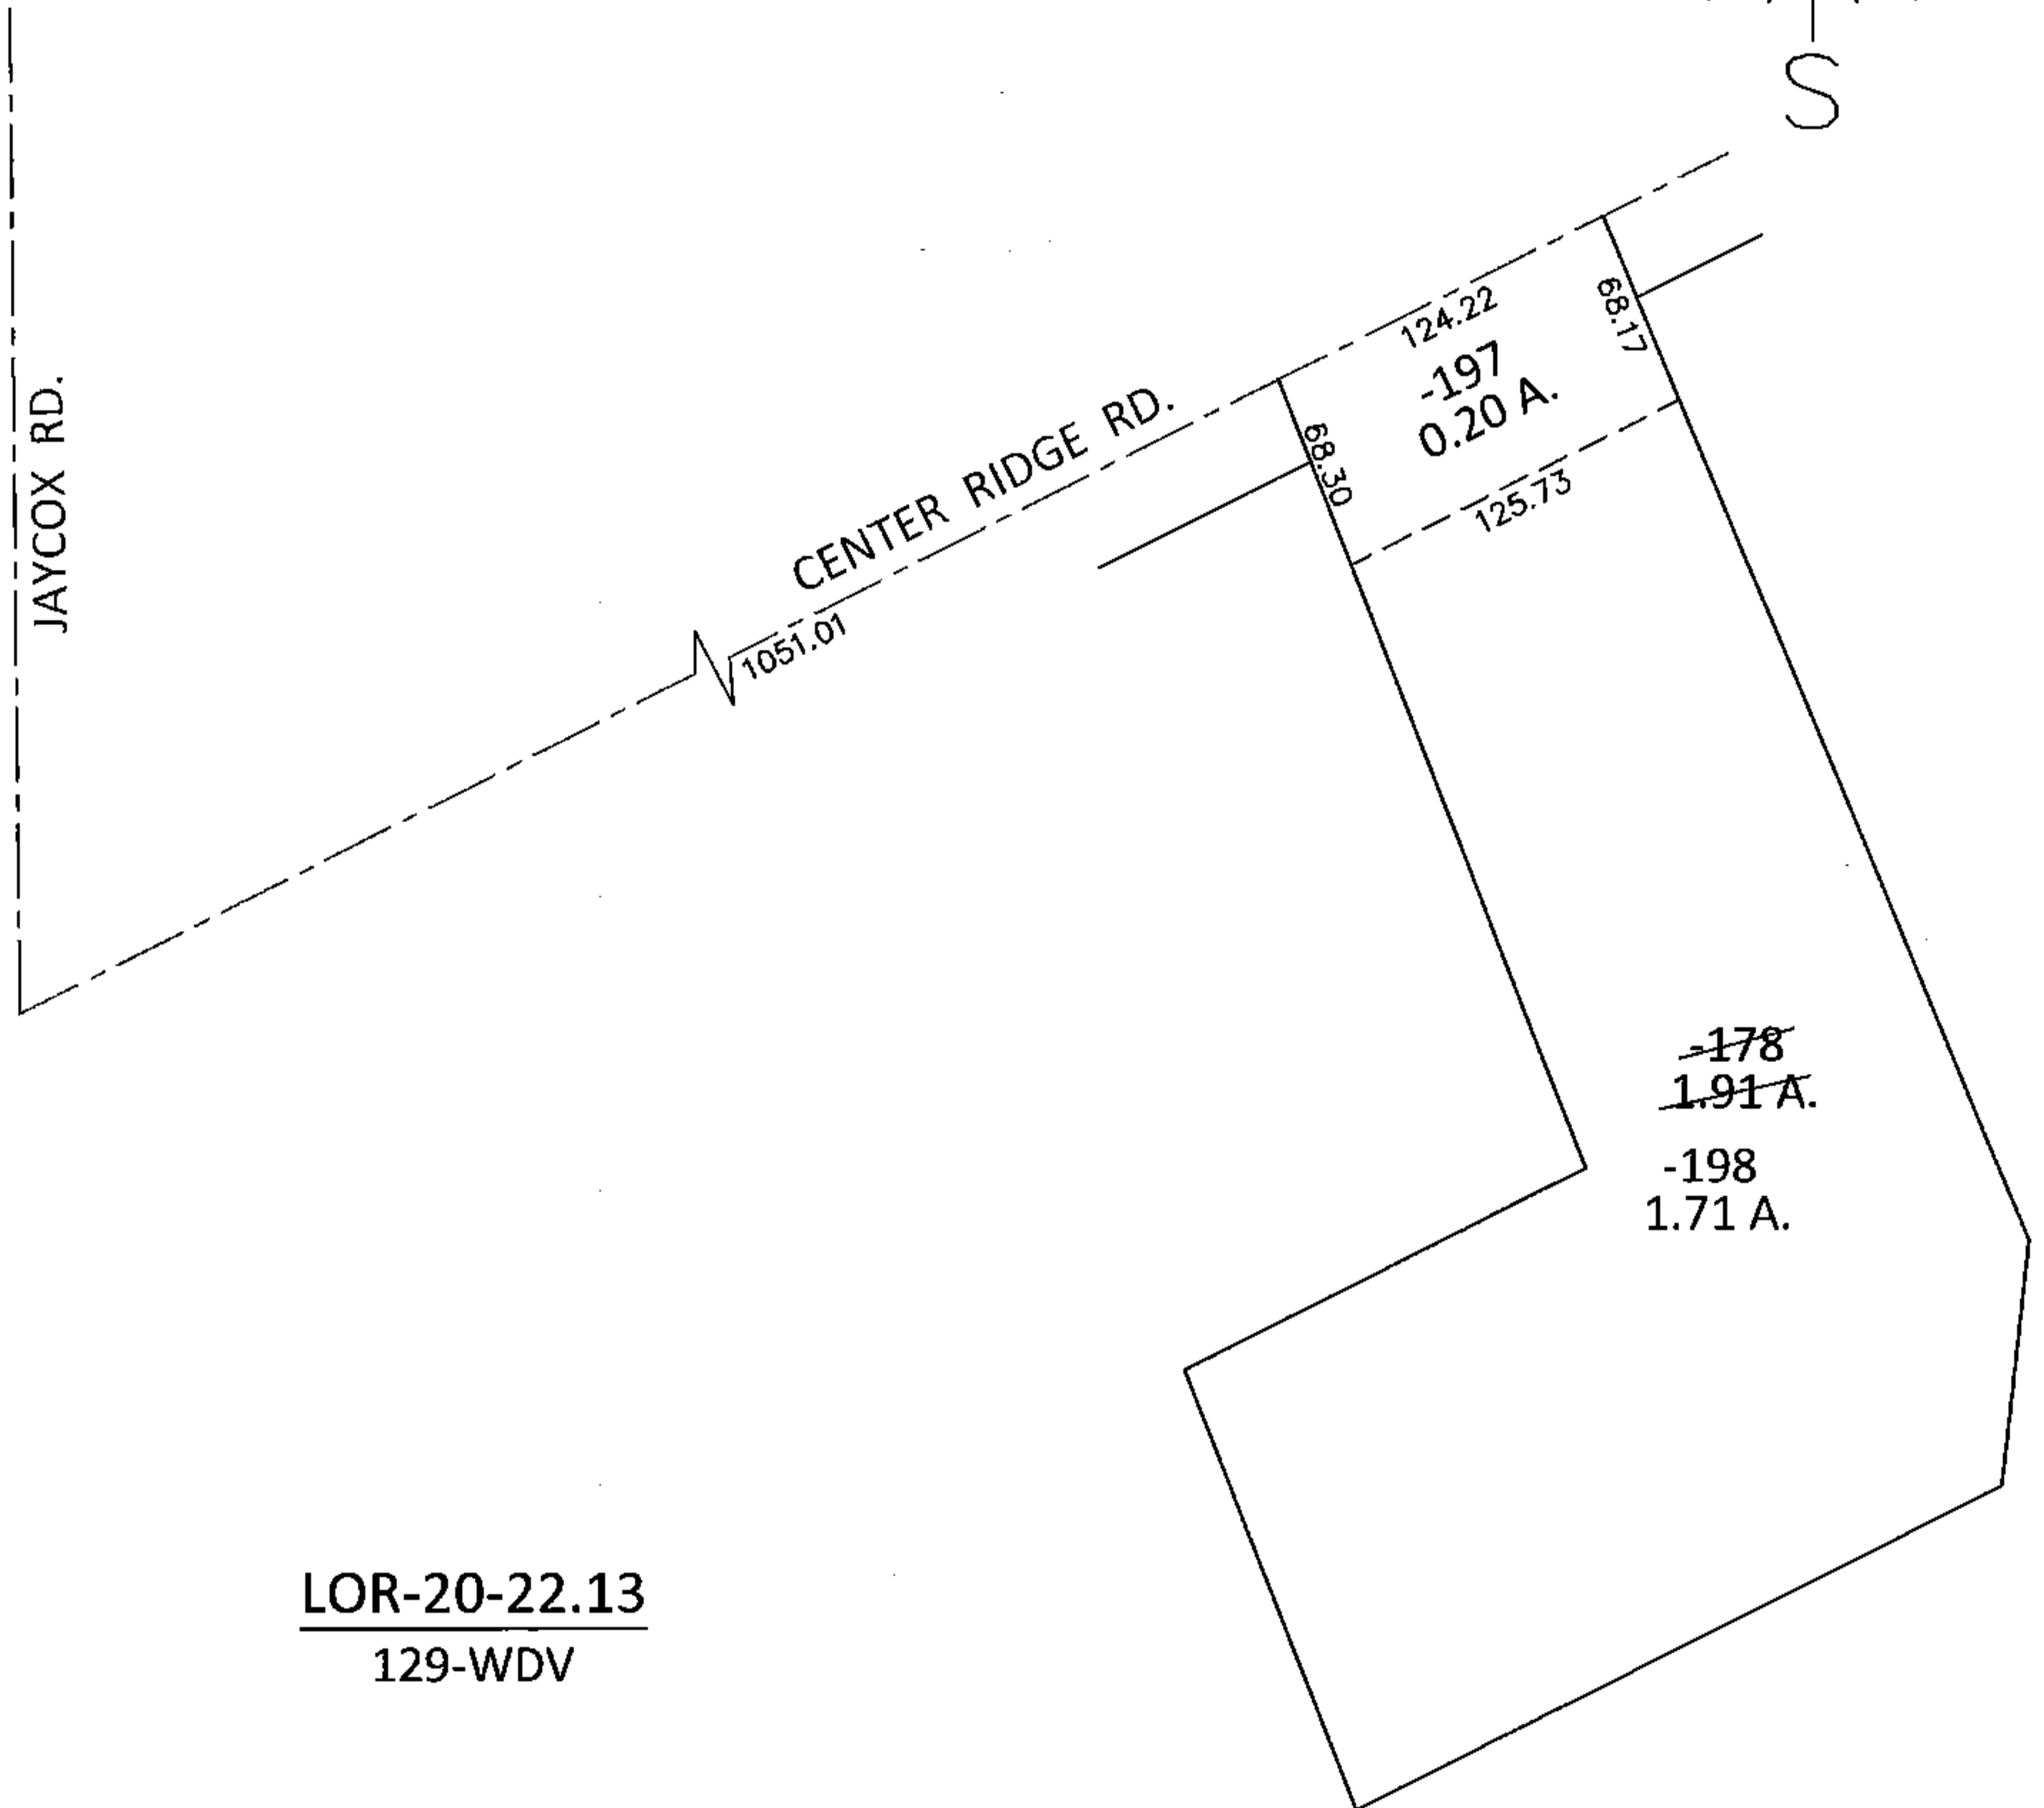 S
JAYCOX RD.
CENTER RIDGE RD.
1051.01
124.22
68.17
-197
0.20 A.
68.30
125.73
-178
1.91 A.
-198
1.71 A.
LOR-20-22.13
129-WDV